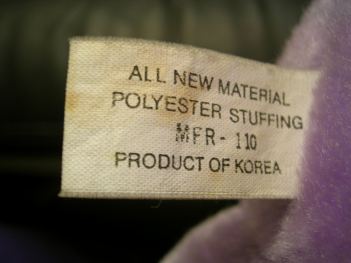 ALL NEW MATERIAL
POLYESTER STUFFING
MFR- 110
PRODUCT OF KOREA